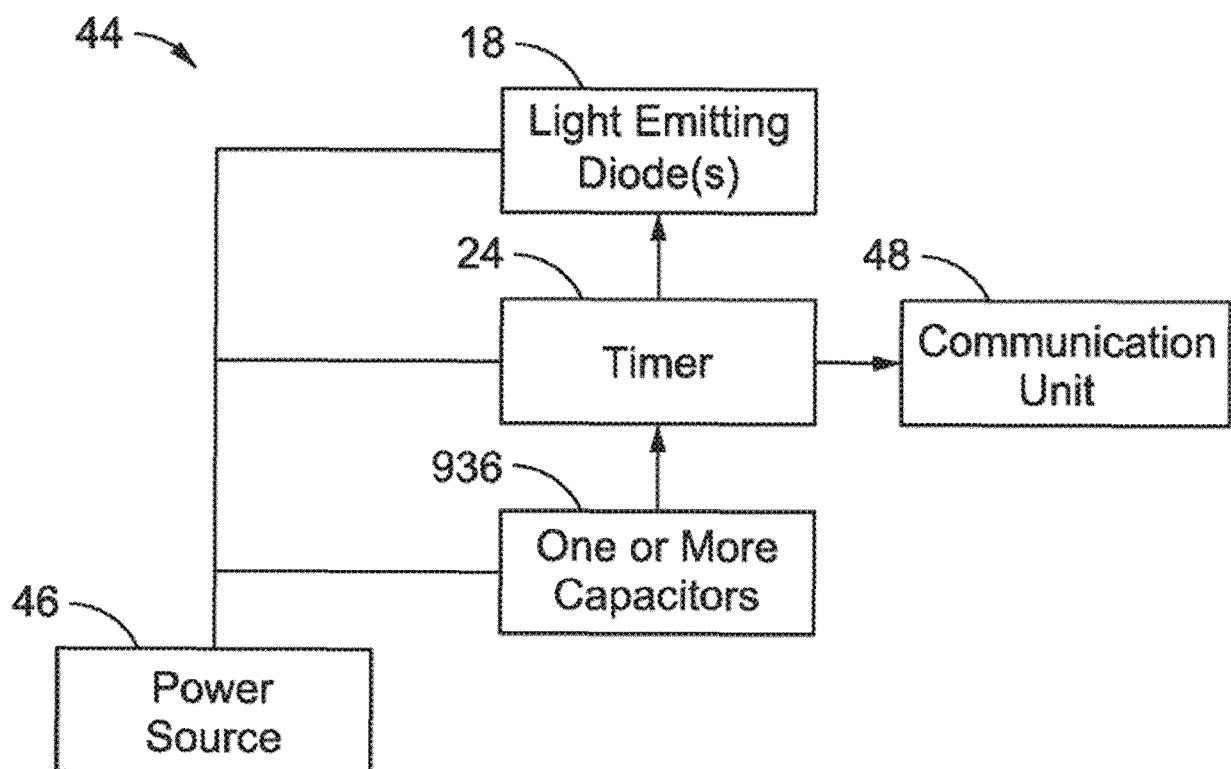 44
18
Light Emitting
Diode(s)
24
Timer
48
Communication
Unit
936
One or More
Capacitors
46
Power
Source